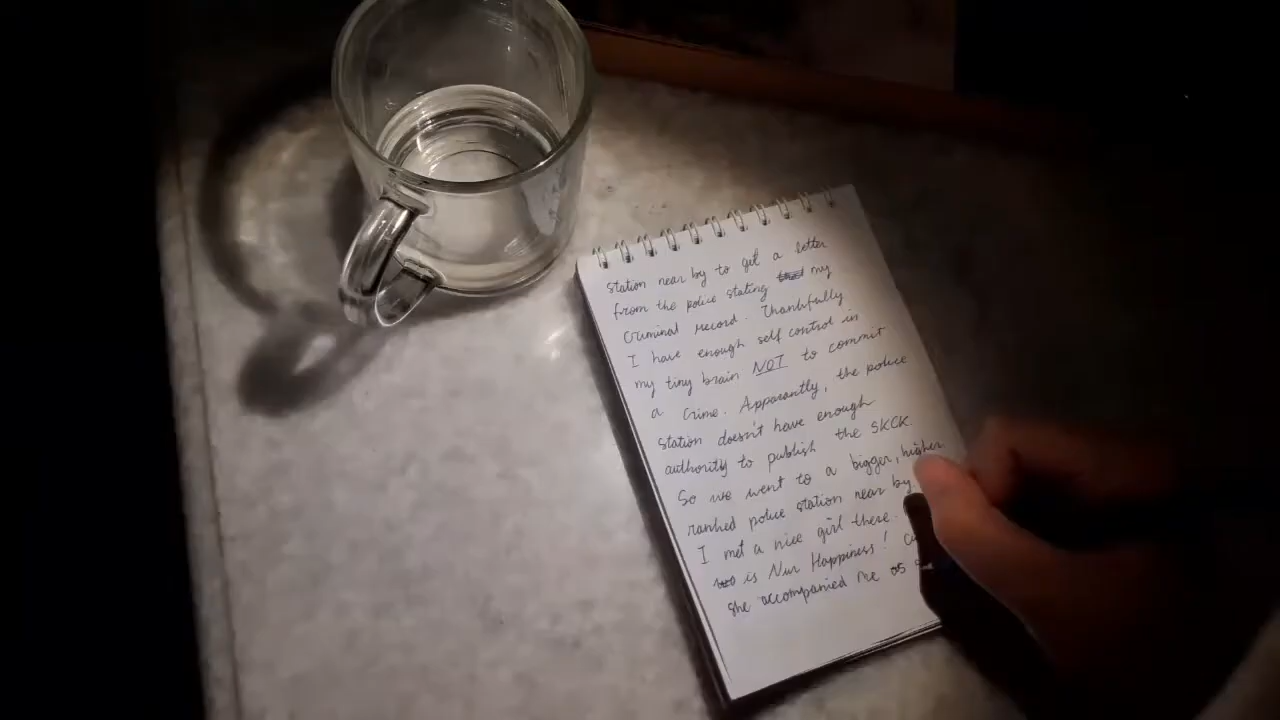 station near by to get a letter
from the police stating my
criminal record. Thankfully
I have enough self control in
my tiny brain NOT to commit
a crime. Apparantly, the police
station doesn't have enough
authority to publish the SKCK.
So we went to a bigger, higher
ranked police station near by.
I met a nice girl there.
is Nur Happiness!
she accompanied me as